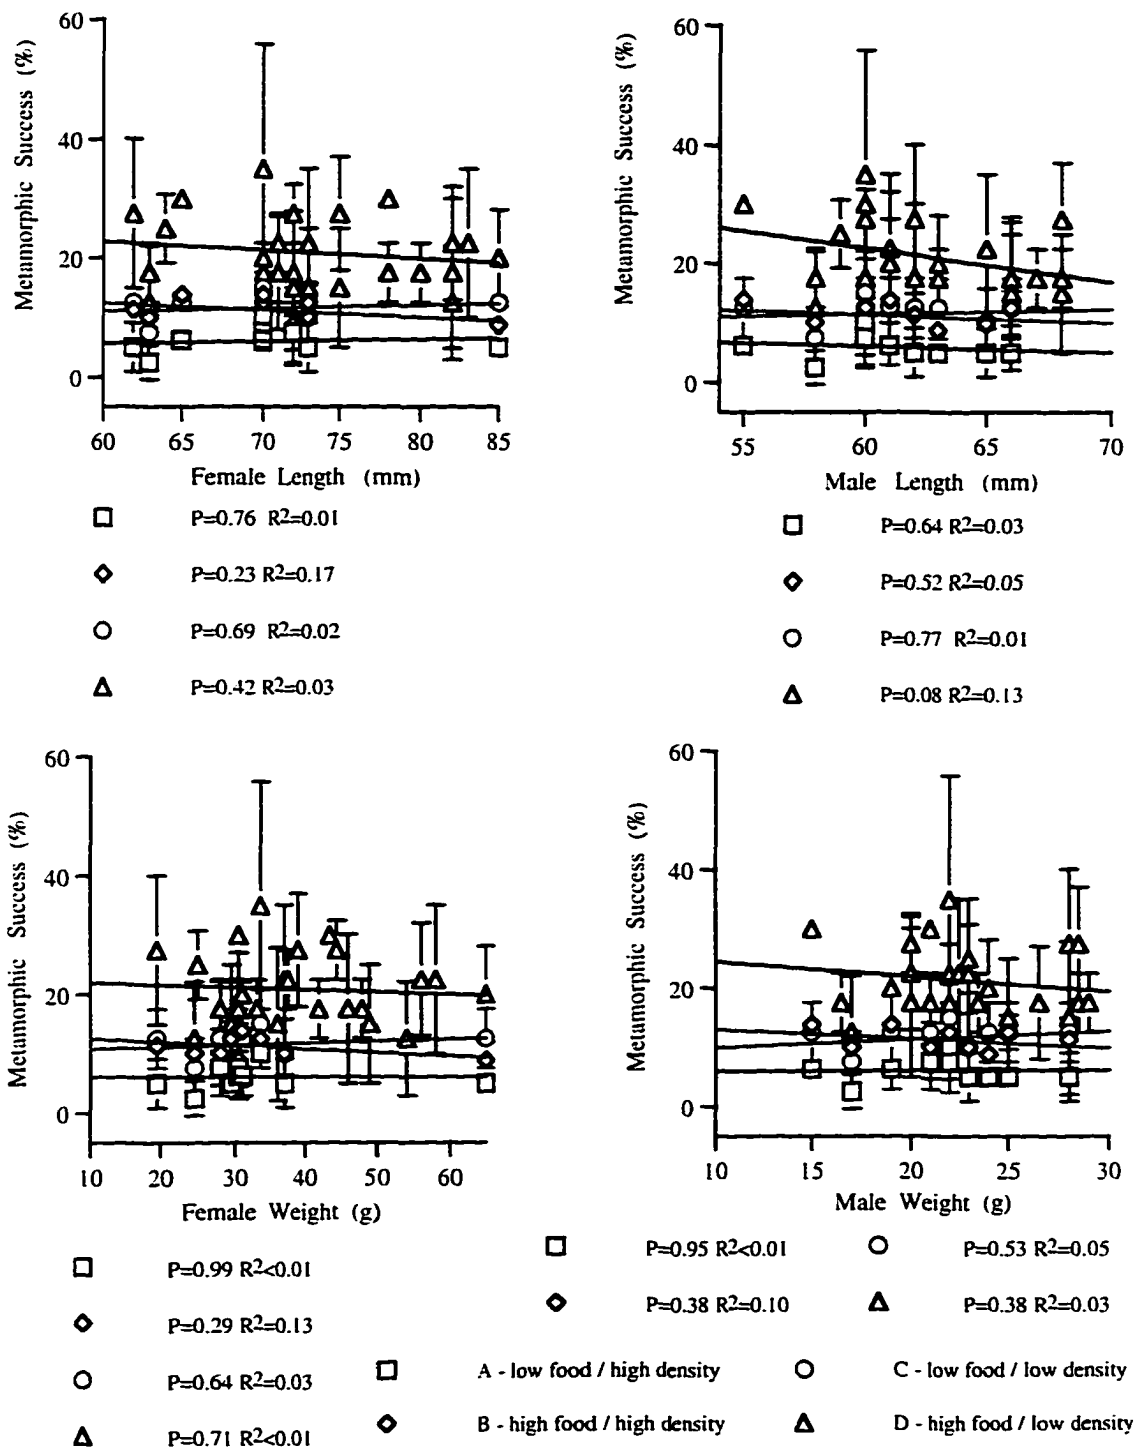 Metamorphic Success (%)
60
40
20
0
60 65 70 75 80 85
Female Length (mm)
P=0.76 R2=0.01
P=0.23 R2=0.17
P=0.69 R2=0.02
P=0.42 R2=0.03
Metamorphic Success (%)
60
40
20
0
55 60 65 70
Male Length (mm)
P=0.64 R2=0.03
P=0.52 R2=0.05
P=0.77 R2=0.01
P=0.08 R2=0.13
Metamorphic Success (%)
60
40
20
0
10 20 30 40 50 60
Female Weight (g)
P=0.99 R2<0.01
P=0.29 R2=0.13
P=0.64 R2=0.03
P=0.71 R2<0.01
Metamorphic Success (%)
60
40
20
0
10 15 20 25 30
Male Weight (g)
P=0.95 R2<0.01 P=0.53 R2=0.05
P=0.38 R2=0.10 P=0.38 R2=0.03
A - low food / high density C - low food / low density
B - high food / high density D - high food / low density